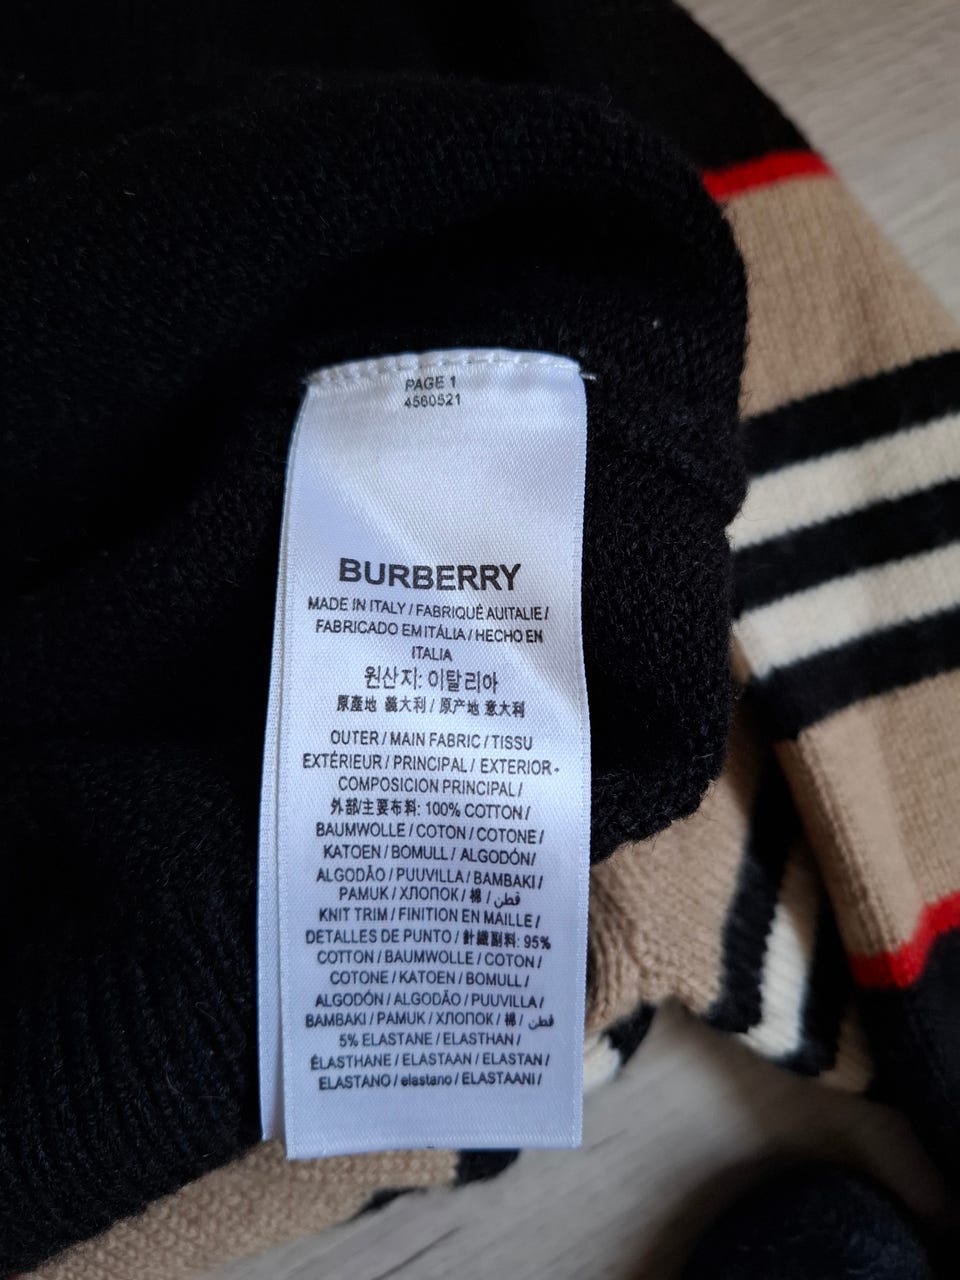 PAGE 1
4560521
BURBERRY
MADE IN ITALY / FABRIQUÉ AUITALIE /
FABRICADO EM ITÁLIA / HECHO EN
ITALIA
원산지: 이탈리아
原產地 義大利 / 原产地 意大利
OUTER / MAIN FABRIC / TISSU
EXTÉRIEUR / PRINCIPAL / EXTERIOR-
COMPOSICION PRINCIPAL /
外部/主要布料: 100% COTTON /
BAUMWOLLE / COTON / COTONE /
KATOEN / BOMULL / ALGODÓN/
ALGODÃO / PUUVILLA / BAMBAKI /
PAMUK / ХЛОПОК / 棉 / قطن /
KNIT TRIM / FINITION EN MAILLE /
DETALLES DE PUNTO / 針織副料: 95%
COTTON / BAUMWOLLE / COTON /
COTONE / KATOEN / BOMULL /
ALGODÓN / ALGODÃO / PUUVILLA /
BAMBAKI / PAMUK / ХЛОПОК / 棉 / قطن /
5% ELASTANE / ELASTHAN /
ÉLASTHANE / ELASTAAN / ELASTAN /
ELASTANO / elastano / ELASTAANI /